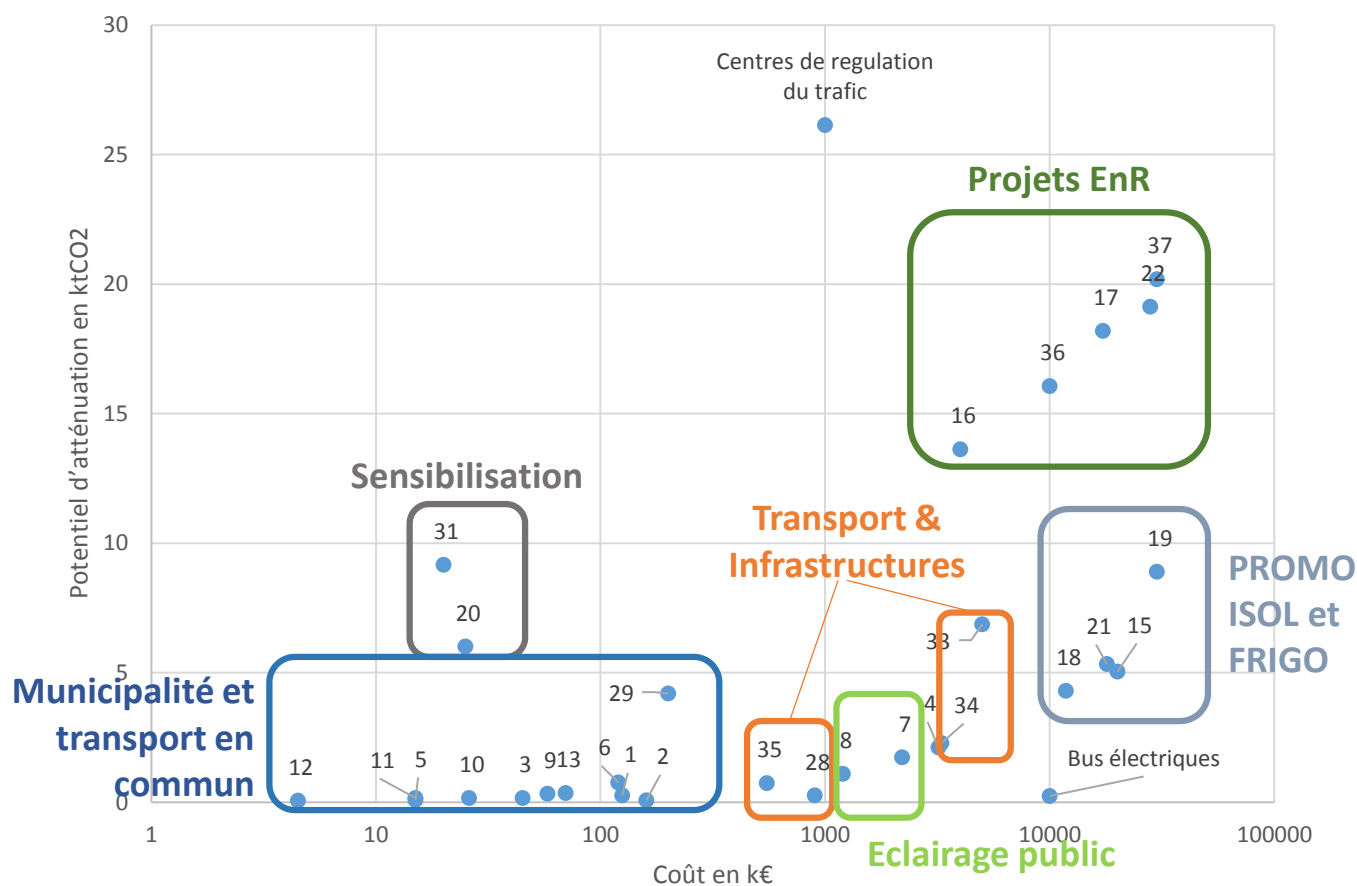 30
Centres de regulation
du trafic
25
Projets EnR
37
22
20
17
36
16
15
Sensibilisation
Potentiel d'atténuation en ktCO2
31
10
20
Transport &
Infrastructures
19
PROMO
ISOL et
FRIGO
33
21
15
18
5
Municipalité et
transport en
commun
29
4
34
7
8
35
28
6
1
2
12
11
5
10
3
9
13
Bus électriques
0
1
10
100
1000
10000
100000
Eclairage public
Coût en k€